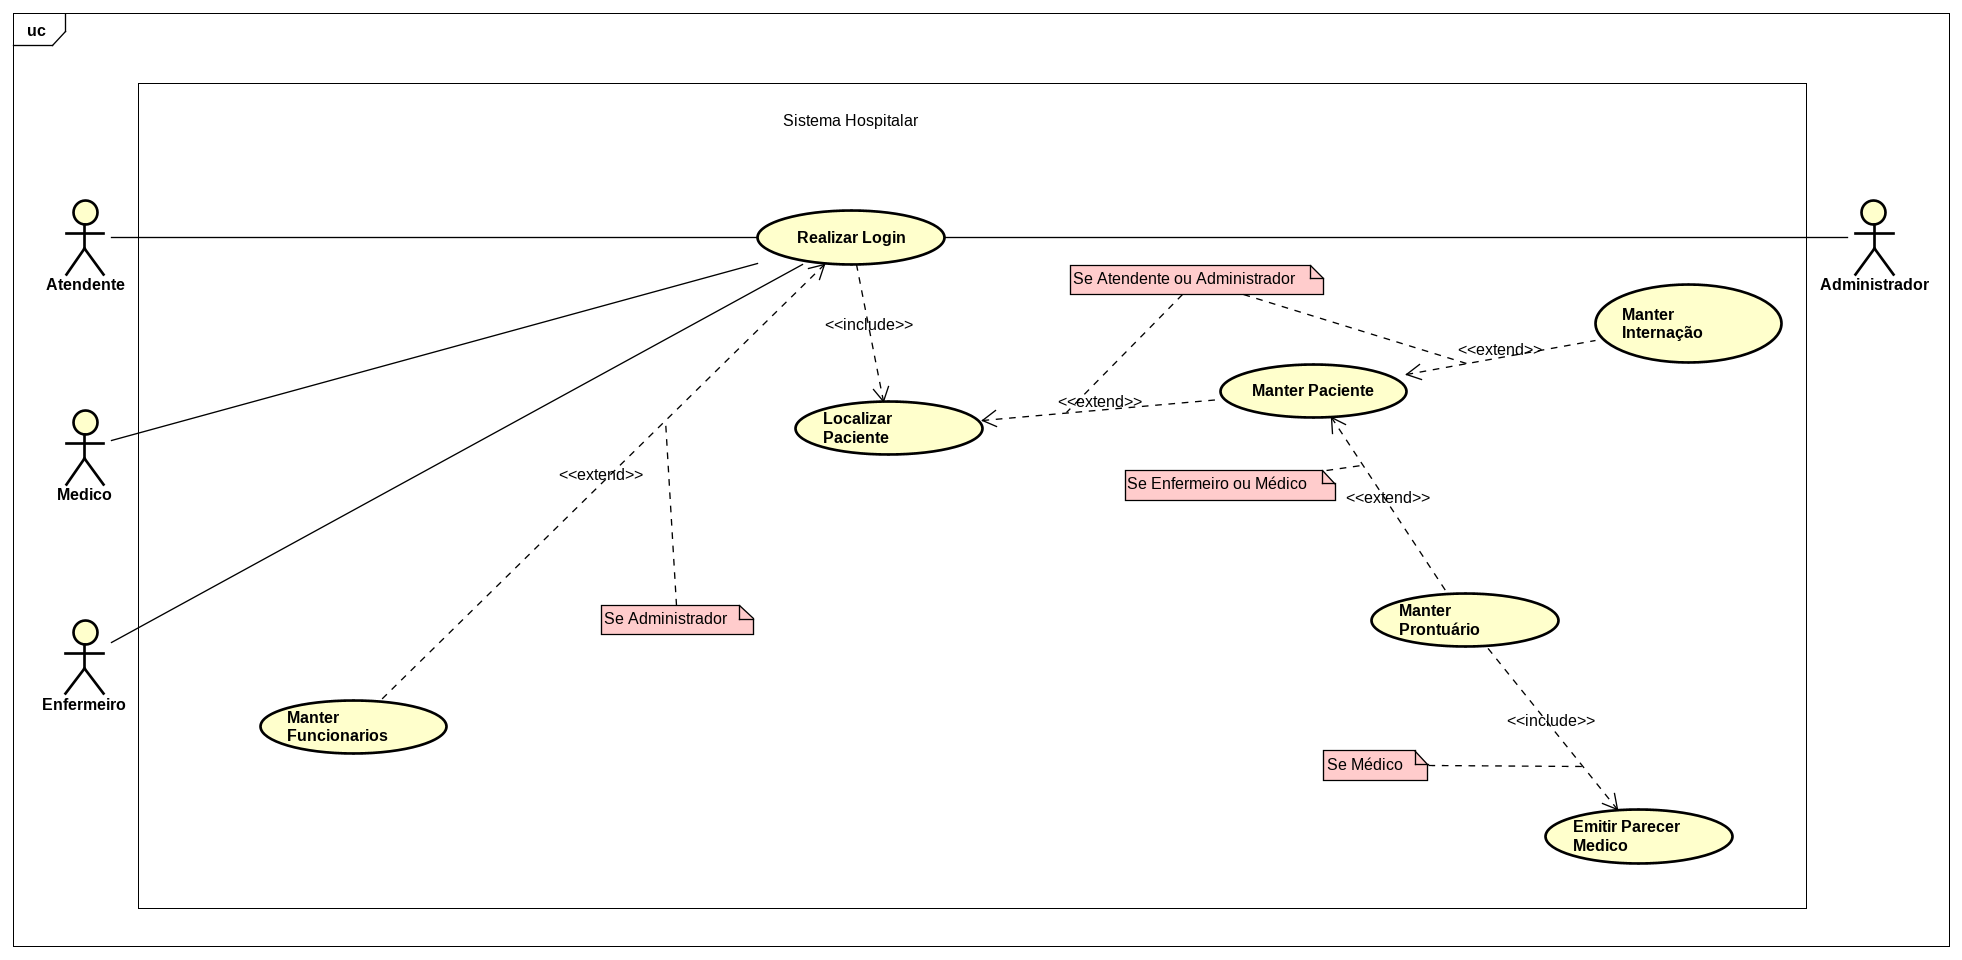 uc
Sistema Hospitalar
Atendente
Realizar Login
Administrador
Se Atendente ou Administrador
Manter
Internação
<<include>>
<<extend>>
Manter Paciente
<<extend>>
Localizar
Paciente
Medico
<<extend>>
Se Enfermeiro ou Médico
<<extend>>
Se Administrador
Manter
Prontuário
Enfermeiro
Manter
Funcionarios
<<include>>
Se Médico
Emitir Parecer
Medico